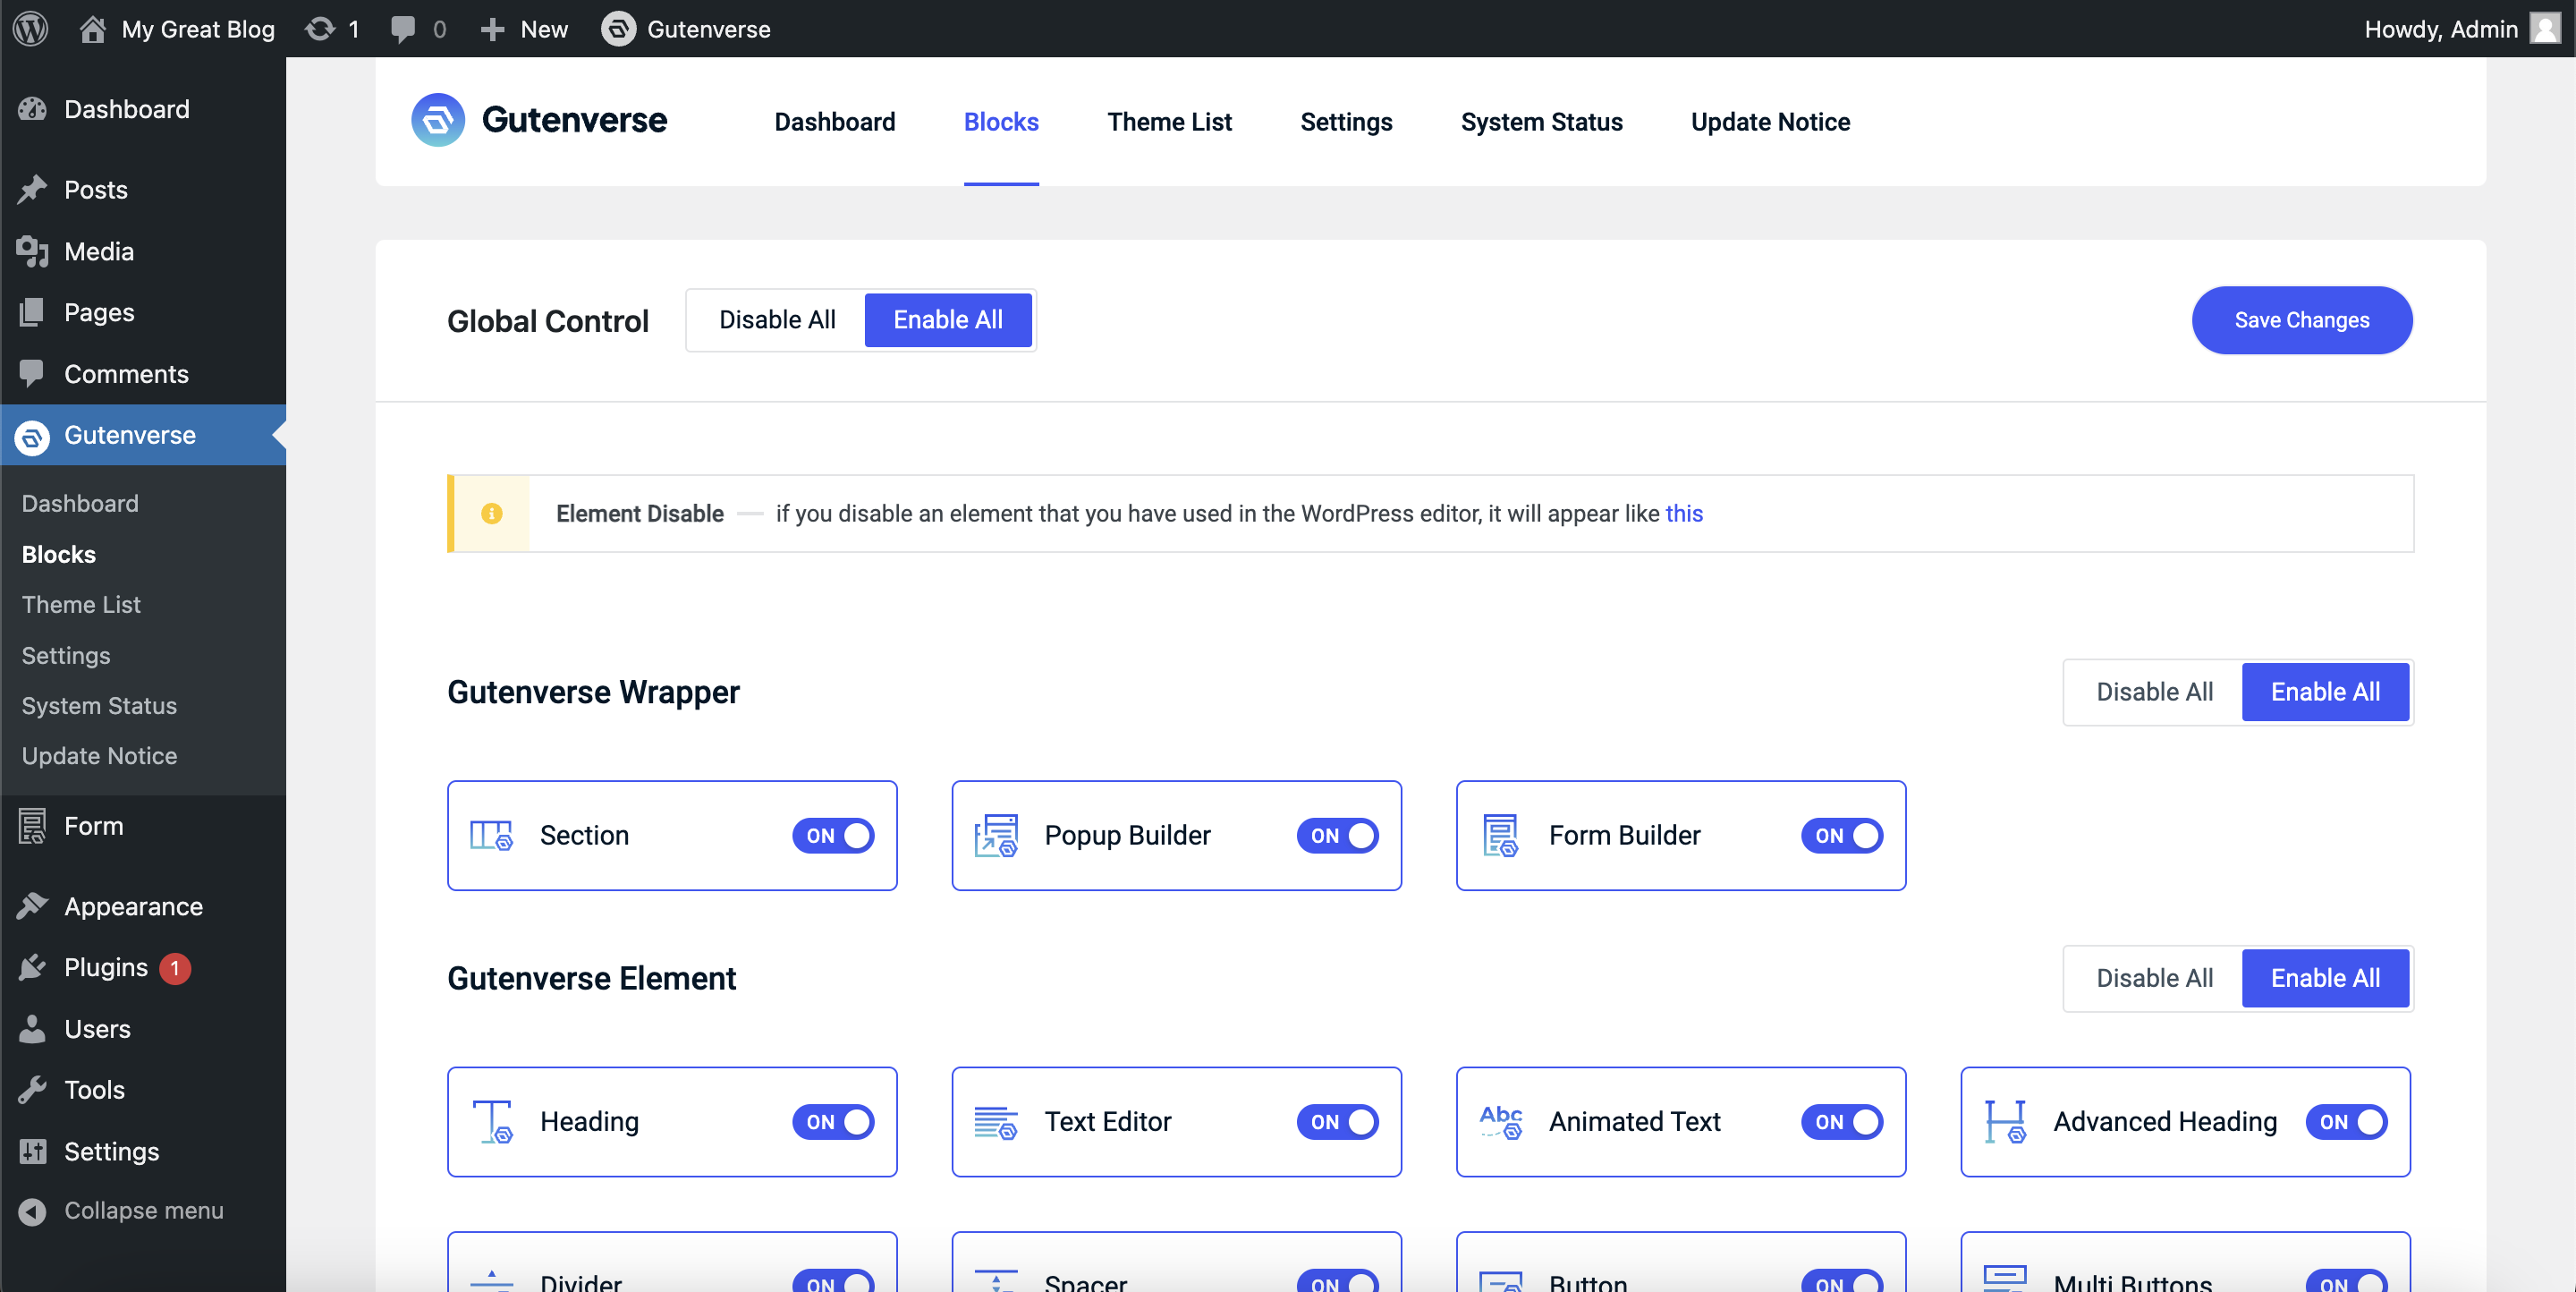 My Great Blog 1 0 New Gutenverse Howdy, Admin
Dashboard
Posts
Media
Pages
Comments
Gutenverse
Dashboard
Blocks
Theme List
Settings
System Status
Update Notice
Form
Appearance
Plugins 1
Users
Tools
Settings
Collapse menu
Gutenverse Dashboard Blocks Theme List Settings System Status Update Notice
Global Control Disable All Enable All Save Changes
Element Disable — if you disable an element that you have used in the WordPress editor, it will appear like this
Gutenverse Wrapper Disable All Enable All
Section ON Popup Builder ON Form Builder ON
Gutenverse Element Disable All Enable All
Heading ON Text Editor ON Abc Animated Text ON Advanced Heading ON
Divider ON Spacer ON Button ON Multi Buttons ON